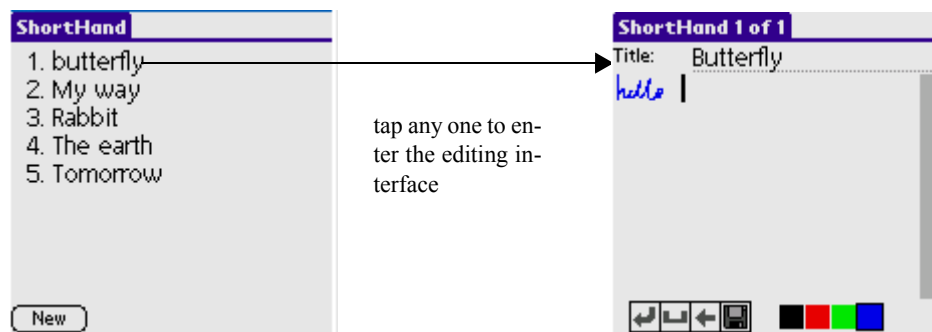 ShortHand
1. butterfly
2. My way
3. Rabbit
4. The earth
5. Tomorrow
New
tap any one to en-
ter the editing in-
terface
ShortHand 1 of 1
Title: Butterfly
hello